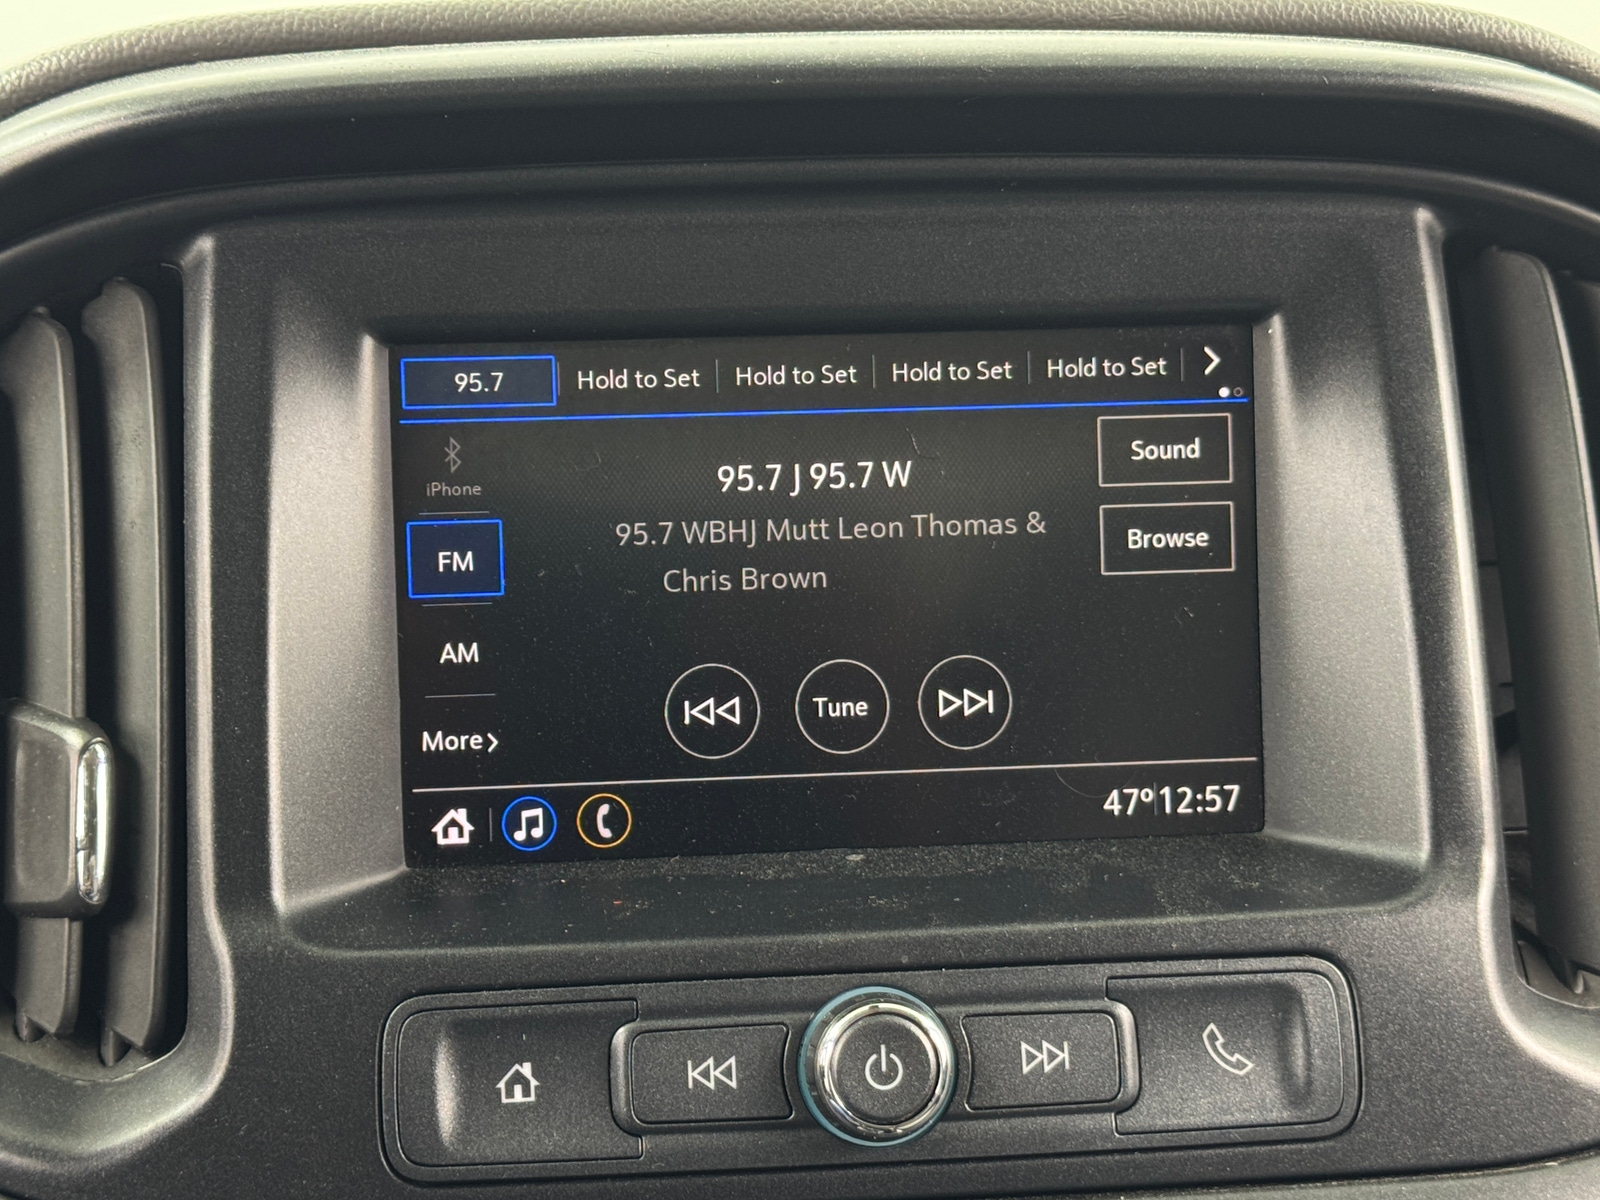 95.7 Hold to Set Hold to Set Hold to Set Hold to Set
iPhone
FM
AM
More
95.7 J 95.7 W
95.7 WBHJ Mutt Leon Thomas &
Chris Brown
Sound
Browse
Tune
47° 12:57